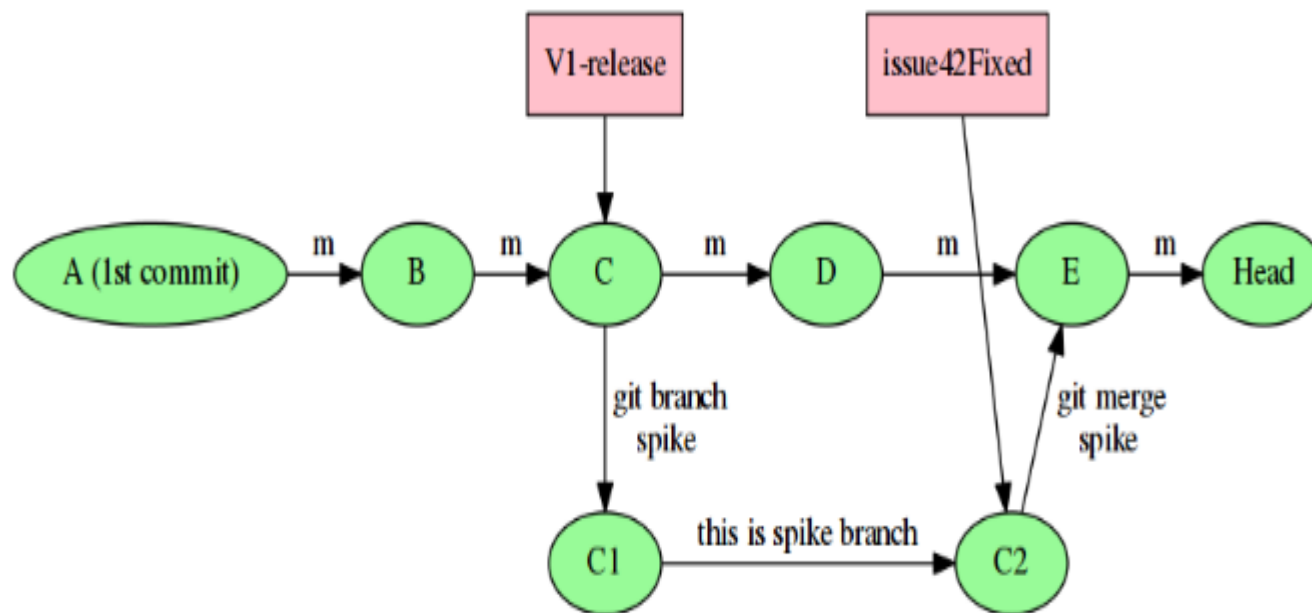 V1-release
issue42Fixed
m
m
m
m
m
A (1st commit)
B
C
D
E
Head
git branch
spike
git merge
spike
this is spike branch
C1
C2